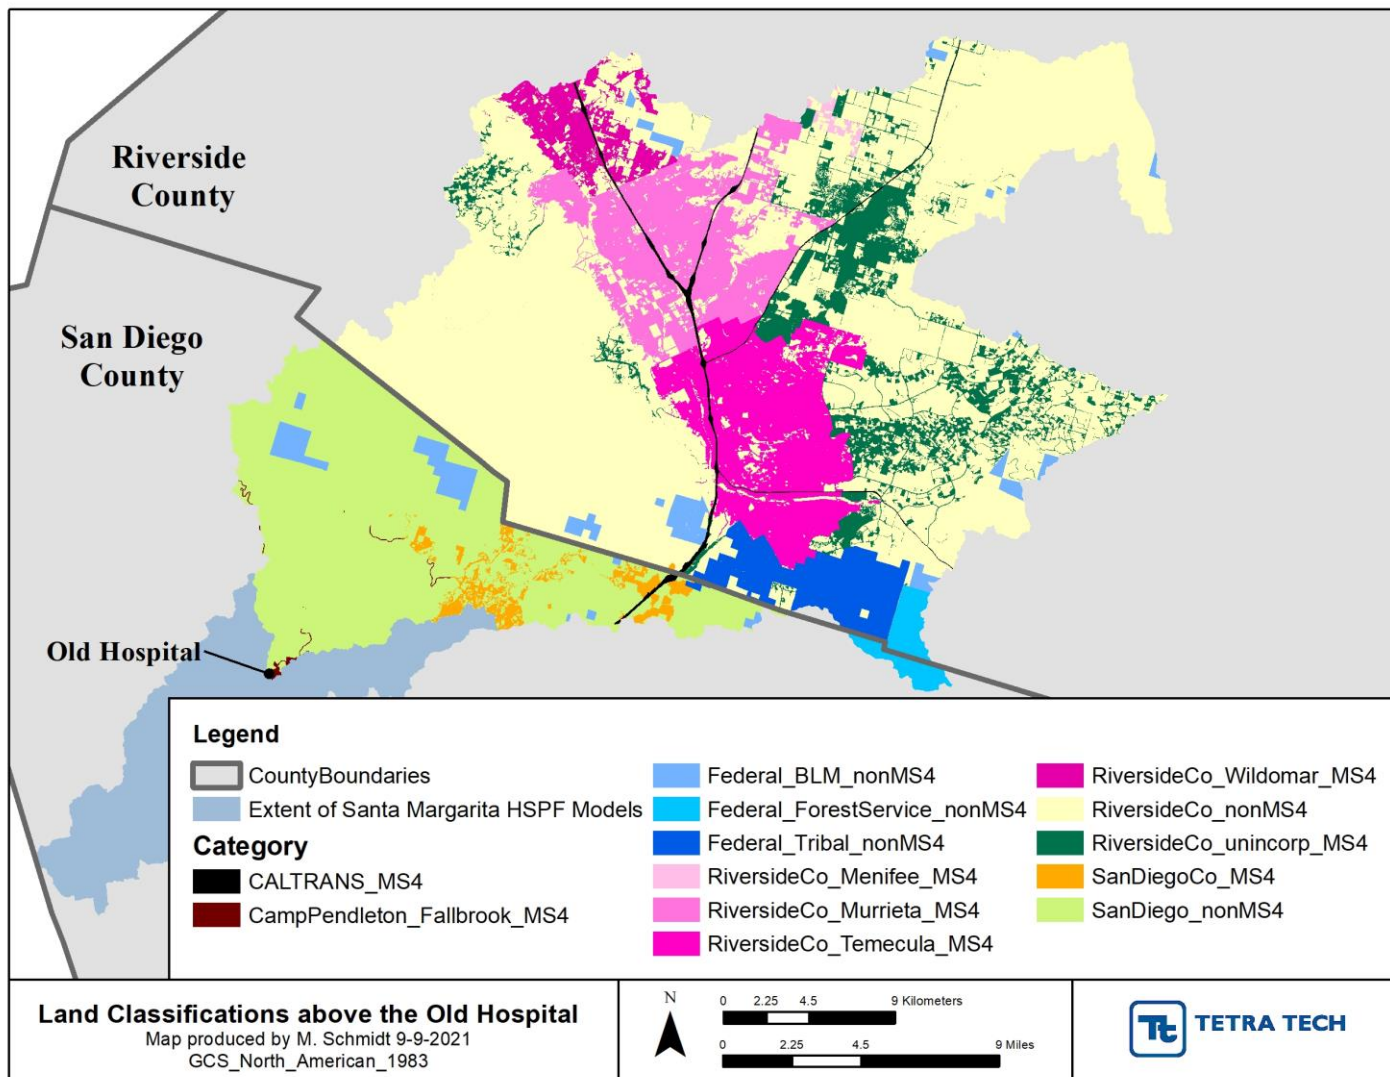 Riverside
County
San Diego
County
Old Hospital
Legend
CountyBoundaries
Extent of Santa Margarita HSPF Models
Category
CALTRANS_MS4
CampPendleton_Fallbrook_MS4
Federal_BLM_nonMS4
Federal_ForestService_nonMS4
Federal_Tribal_nonMS4
RiversideCo_Menifee_MS4
RiversideCo_Murrieta_MS4
RiversideCo_Temecula_MS4
RiversideCo_Wildomar_MS4
RiversideCo_nonMS4
RiversideCo_unincorp_MS4
SanDiegoCo_MS4
SanDiego_nonMS4
Land Classifications above the Old Hospital
Map produced by M. Schmidt 9-9-2021
GCS_North_American_1983
N
0 2.25 4.5 9 Kilometers
0 2.25 4.5 9 Miles
Tt TETRA TECH